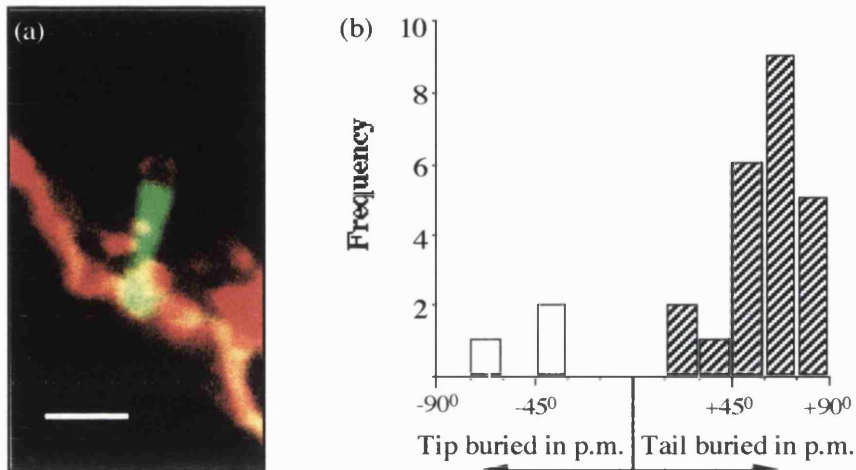 (a)
(b)
10
8
6
4
2
Frequency
-90⁰ -45⁰ +45⁰ +90⁰
Tip buried in p.m. Tail buried in p.m.